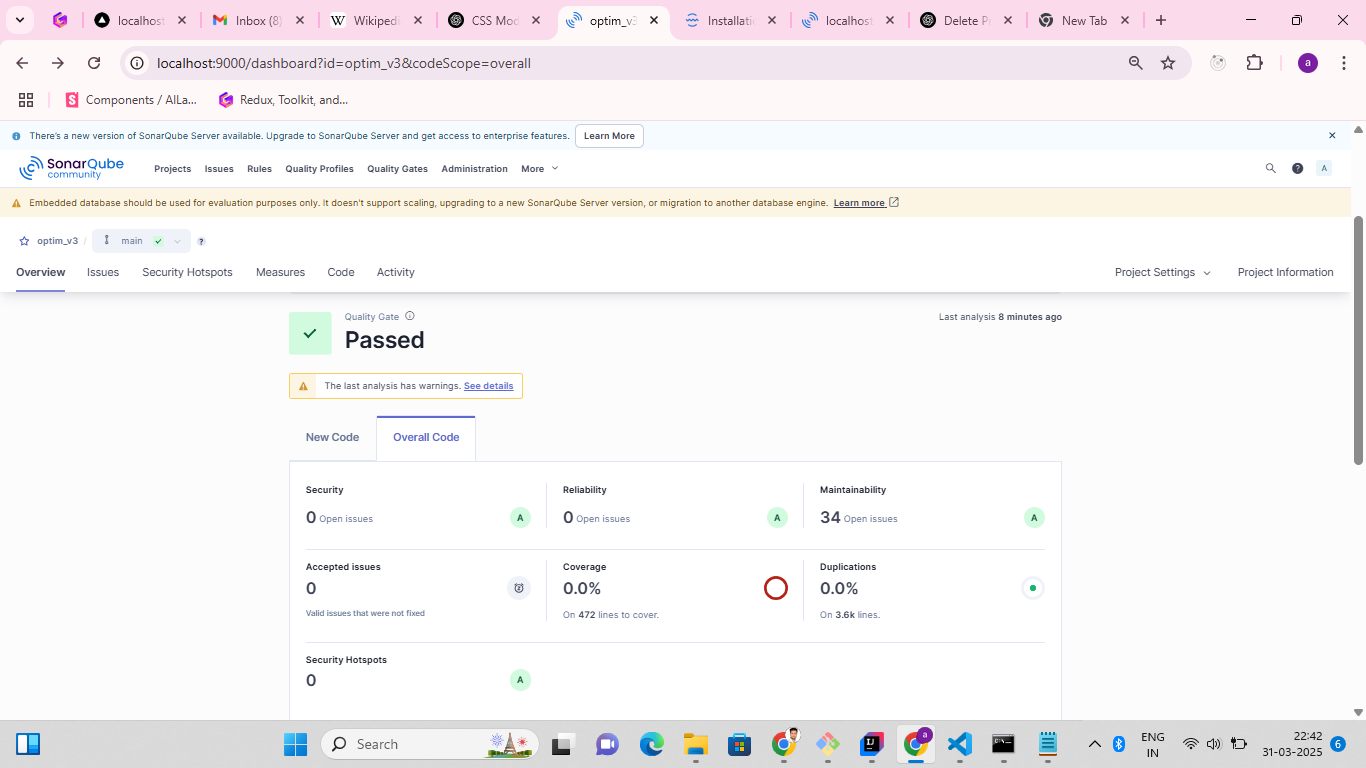 localhost
Inbox (8)
Wikipedi
CSS Mod
optim_v3
Installati
localhost
Delete Pr
New Tab
localhost:9000/dashboard?id=optim_v3&codeScope=overall
a
Components / AlLa...
Redux, Toolkit, and...
There's a new version of SonarQube Server available. Upgrade to SonarQube Server and get access to enterprise features. Learn More
SonarQube
community
Projects Issues Rules Quality Profiles Quality Gates Administration More
A
Embedded database should be used for evaluation purposes only. It doesn't support scaling, upgrading to a new SonarQube Server version, or migration to another database engine. Learn more
optim_v3 / main ?
Overview Issues Security Hotspots Measures Code Activity Project Settings Project Information
Quality Gate
Last analysis 8 minutes ago
Passed
The last analysis has warnings. See details
New Code Overall Code
Security Reliability Maintainability
0 Open issues A 0 Open issues A 34 Open issues A
Accepted issues Coverage Duplications
0 0.0% 0.0%
Valid issues that were not fixed On 472 lines to cover. On 3.6k lines.
Security Hotspots
0 A
Search
a
ENG
IN
22:42
31-03-2025
6